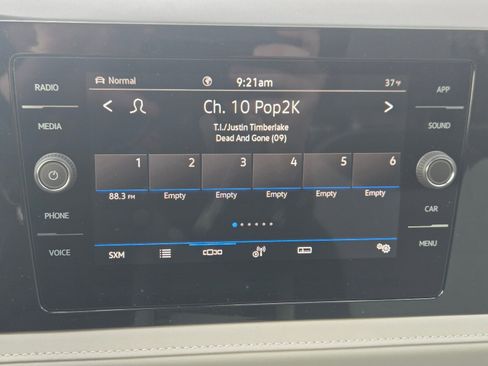 RADIO
MEDIA
PHONE
VOICE
Normal
9:21am
37°F
< Ch. 10 Pop2K >
T.I./Justin Timberlake
Dead And Gone (09)
1 2 3 4 5 6
88.3 FM Empty Empty Empty Empty Empty
SXM
APP
SOUND
CAR
MENU